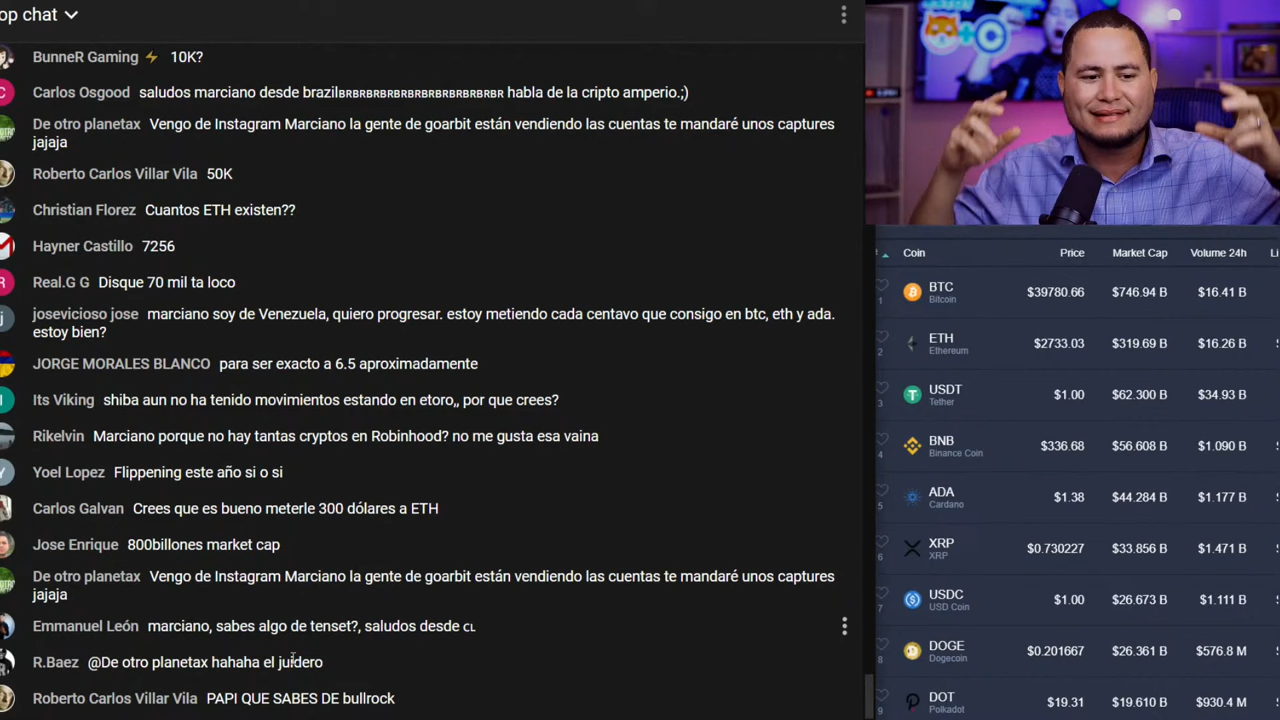 op chat
BunneR Gaming ⚡ 10K?
Carlos Osgood saludos marciano desde brazilBRBRBRBRBRBRBRBRBRBRBRBR habla de la cripto amperio.;)
De otro planetax Vengo de Instagram Marciano la gente de goarbit están vendiendo las cuentas te mandaré unos captures
jajaja
Roberto Carlos Villar Vila 50K
Christian Florez Cuantos ETH existen??
Hayner Castillo 7256
Real.G G Disque 70 mil ta loco
josevicioso jose marciano soy de Venezuela, quiero progresar. estoy metiendo cada centavo que consigo en btc, eth y ada.
estoy bien?
JORGE MORALES BLANCO para ser exacto a 6.5 aproximadamente
Its Viking shiba aun no ha tenido movimientos estando en etoro,, por que crees?
Rikelvin Marciano porque no hay tantas cryptos en Robinhood? no me gusta esa vaina
Yoel Lopez Flippening este año si o si
Carlos Galvan Crees que es bueno meterle 300 dólares a ETH
Jose Enrique 800billones market cap
De otro planetax Vengo de Instagram Marciano la gente de goarbit están vendiendo las cuentas te mandaré unos captures
jajaja
Emmuel León marciano, sabes algo de tenset?, saludos desde CL
R.Baez @De otro planetax hahaha el juidero
Roberto Carlos Villar Vila PAPI QUE SABES DE bullrock
Coin Price Market Cap Volume 24h
1 BTC $39780.66 $746.94 B $16.41 B
Bitcoin
2 ETH $2733.03 $319.69 B $16.26 B
Ethereum
3 USDT $1.00 $62.300 B $34.93 B
Tether
4 BNB $336.68 $56.608 B $1.090 B
Binance Coin
5 ADA $1.38 $44.284 B $1.177 B
Cardano
6 XRP $0.730227 $33.856 B $1.471 B
XRP
7 USDC $1.00 $26.673 B $1.111 B
USD Coin
8 DOGE $0.201667 $26.361 B $576.8 M
Dogecoin
9 DOT $19.31 $19.610 B $930.4 M
Polkadot